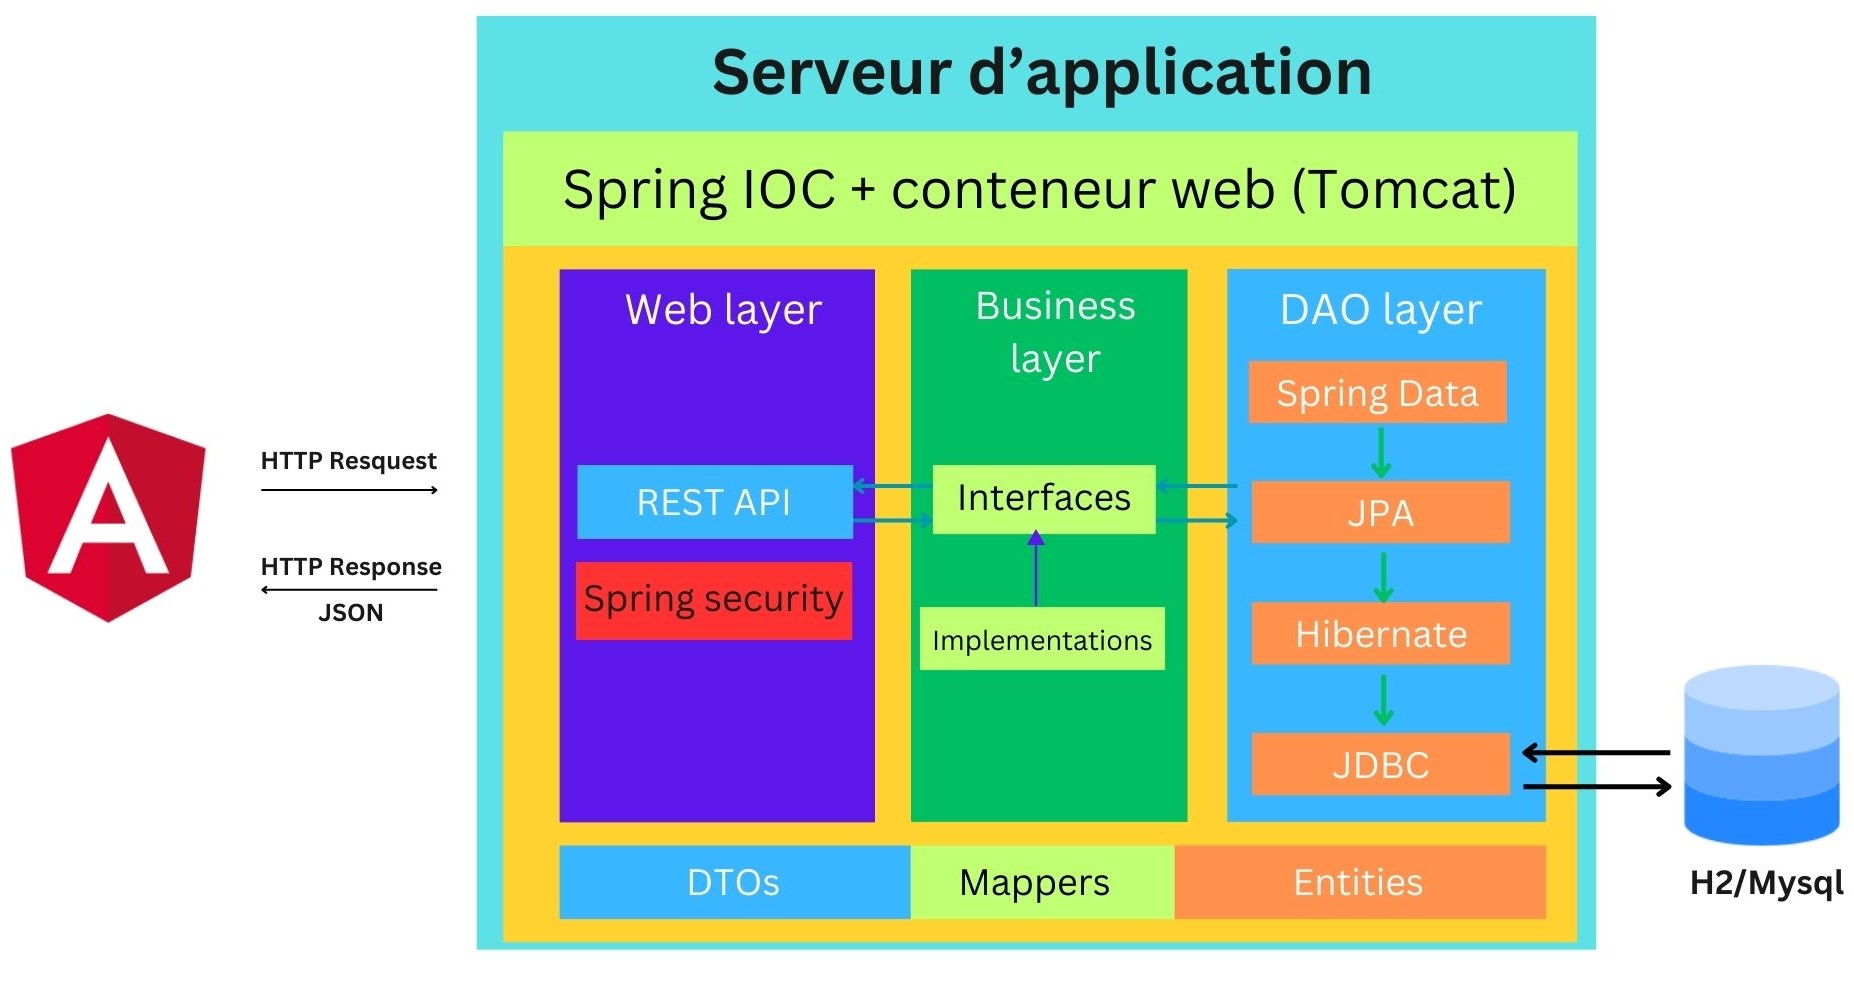 Serveur d’application
Spring IOC + conteneur web (Tomcat)
Web layer
REST API
Spring security
Business
layer
Interfaces
Implementations
DAO layer
Spring Data
JPA
Hibernate
JDBC
DTOs
Mappers
Entities
A
HTTP Resquest
HTTP Response
JSON
H2/Mysql